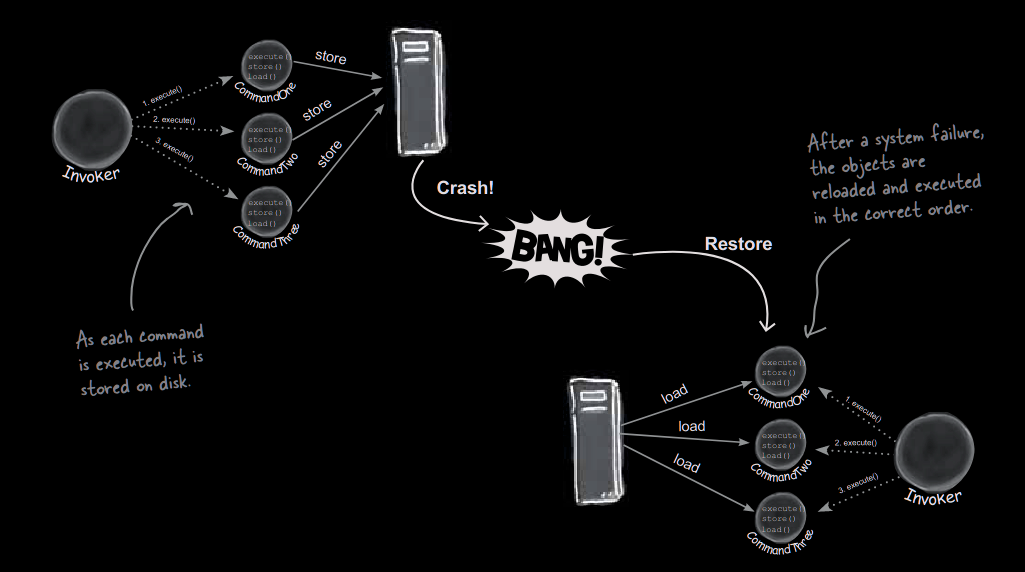 execute()
store()
load()
CommandOne
store
1. execute()
2. execute()
3. execute()
Invoker
execute()
store()
load()
CommandTwo
store
execute()
store()
load()
CommandThree
store
Crash!
BANG!
Restore
After a system failure,
the objects are
reloaded and executed
in the correct order.
As each command
is executed, it is
stored on disk.
execute()
store()
load()
CommandOne
load
1. execute()
execute()
store()
load()
CommandTwo
load
2. execute()
execute()
store()
load()
CommandThree
load
3. execute()
Invoker